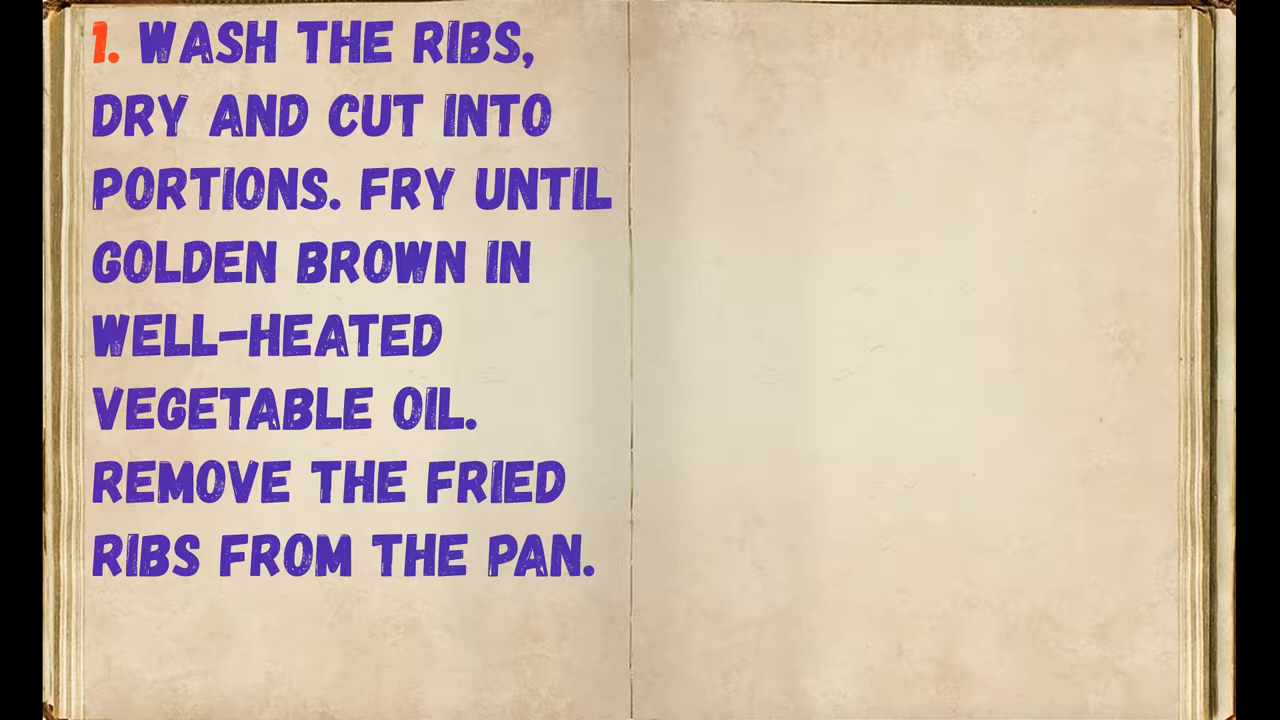 1. WASH THE RIBS,
DRY AND CUT INTO
PORTIONS. FRY UNTIL
GOLDEN BROWN IN
WELL-HEATED
VEGETABLE OIL.
REMOVE THE FRIED
RIBS FROM THE PAN.